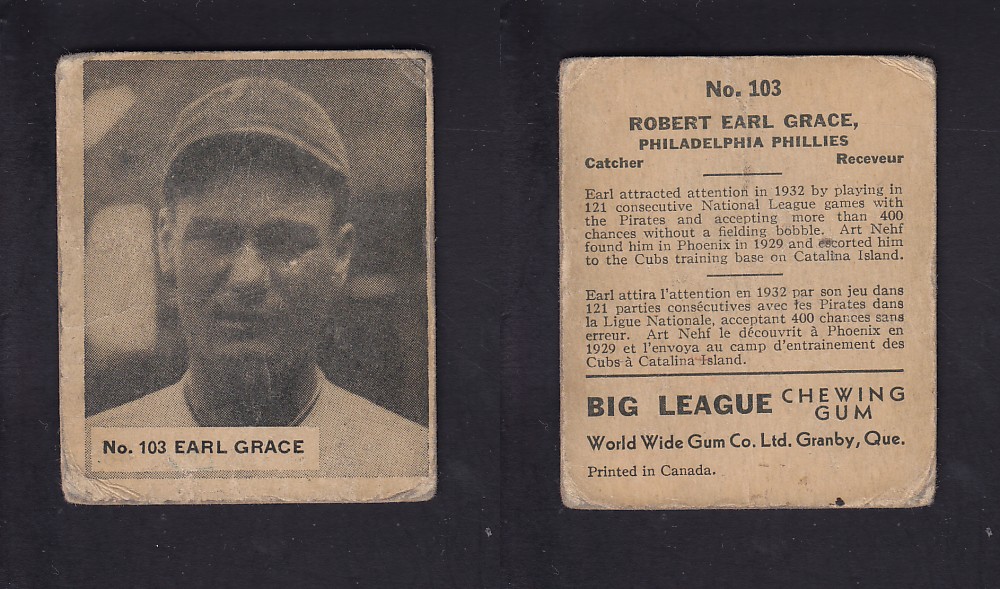 No. 103 EARL GRACE
No. 103
ROBERT EARL GRACE,
PHILADELPHIA PHILLIES
Catcher Receveur
Earl attracted attention in 1932 by playing in
121 consecutive National League games with
the Pirates and accepting more than 400
chances without a fielding bobble. Art Nehf
found him in Phoenix in 1929 and escorted him
to the Cubs training base on Catalina Island.
Earl attira l'attention en 1932 par son jeu dans
121 parties consécutives avec les Pirates dans
la Ligue Nationale, acceptant 400 chances sans
erreur. Art Nehf le découvrit à Phoenix en
1929 et l'envoya au camp d'entrainement des
Cubs à Catalina Island.
BIG LEAGUE CHEWING GUM
World Wide Gum Co. Ltd. Granby, Que.
Printed in Canada.